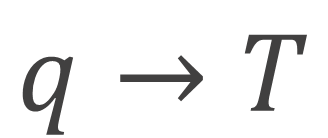 q → T